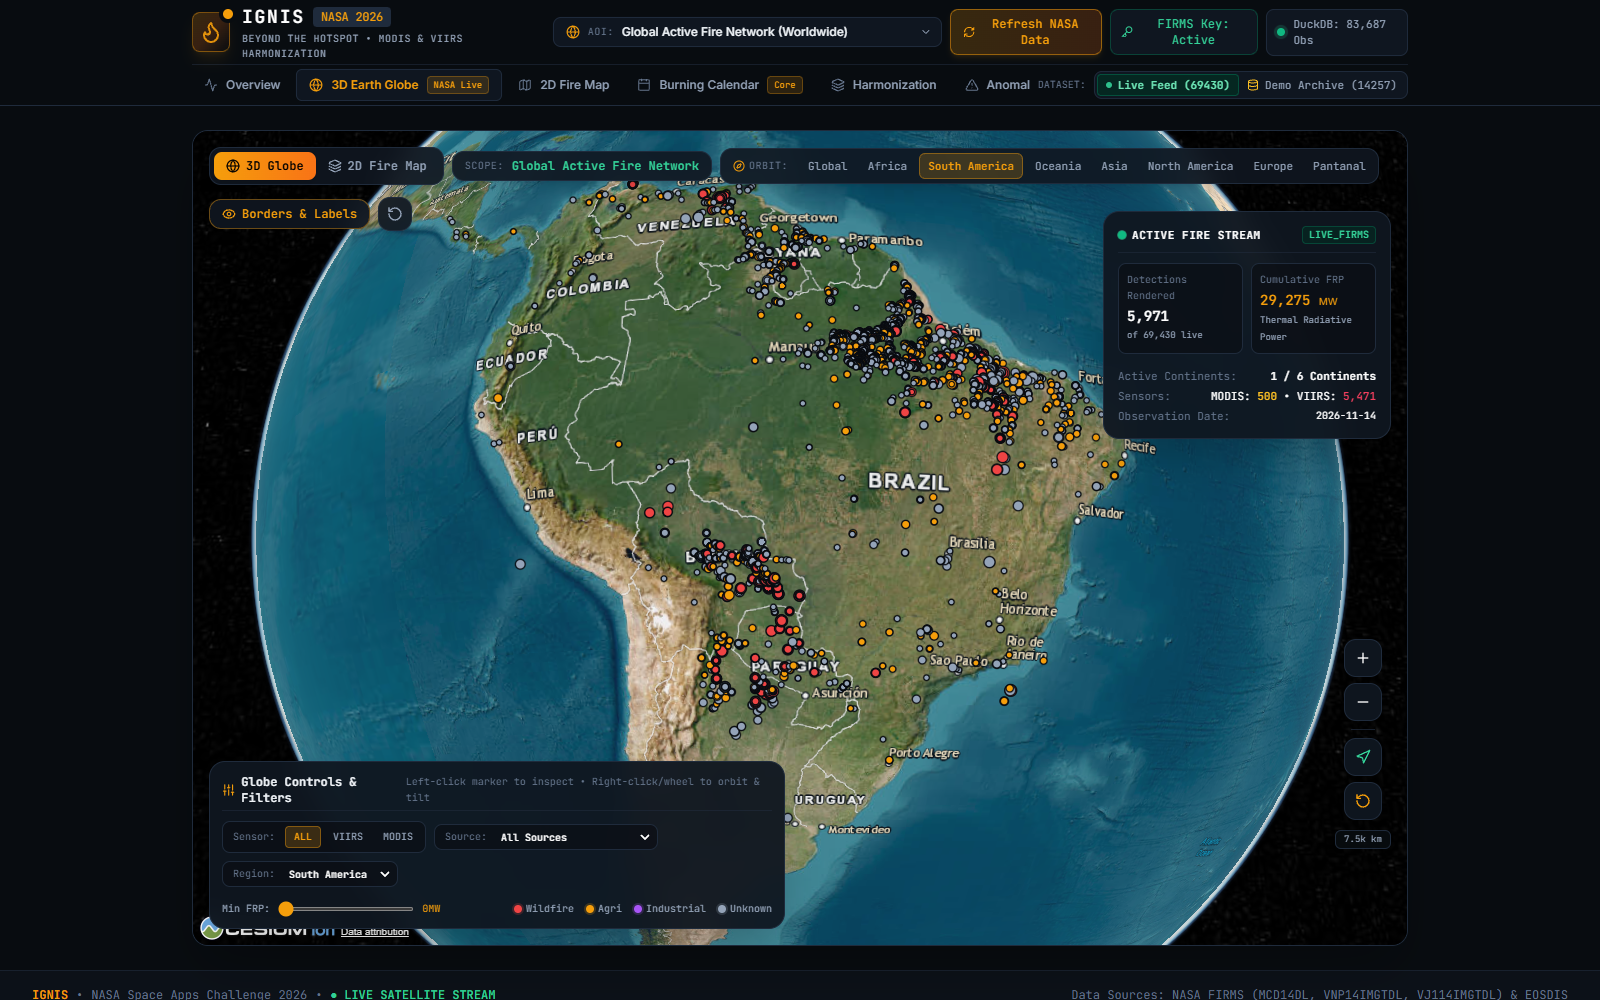 IGNIS NASA 2026
BEYOND THE HOTSPOT • MODIS & VIIRS
HARMONIZATION
AOI: Global Active Fire Network (Worldwide)
Refresh NASA
Data
FIRMS Key:
Active
DuckDB: 83,687
Obs
Overview
3D Earth Globe NASA Live
2D Fire Map
Burning Calendar Core
Harmonization
Anomal
DATASET:
Live Feed (69430)
Demo Archive (14257)
3D Globe
2D Fire Map
SCOPE: Global Active Fire Network
ORBIT: Global Africa South America Oceania Asia North America Europe Pantanal
Borders & Labels
ACTIVE FIRE STREAM LIVE_FIRMS
Detections
Rendered
5,971
of 69,430 live
Cumulative FRP
29,275 MW
Thermal Radiative
Power
Active Continents: 1 / 6 Continents
Sensors: MODIS: 500 • VIIRS: 5,471
Observation Date: 2026-11-14
Caracas
VENEZUELA
Georgetown
Paramaribo
Bogota
COLOMBIA
Quito
ECUADOR
PERÚ
Lima
BRAZIL
Recife
Salvador
Brasilia
Belo
Horizonte
Rio de
Janeiro
Sao Paulo
PARAGUAY
Asunción
Porto Alegre
URUGUAY
Montevideo
7.5k km
Globe Controls &
Filters
Left-click marker to inspect • Right-click/wheel to orbit &
tilt
Sensor: ALL VIIRS MODIS
Source: All Sources
Region: South America
Min FRP: 0MW
Wildfire Agri Industrial Unknown
CESIUM ion Data attribution
IGNIS • NASA Space Apps Challenge 2026 • ● LIVE SATELLITE STREAM
Data Sources: NASA FIRMS (MCD14DL, VNP14IMGTDL, VJ114IMGTDL) & EOSDIS